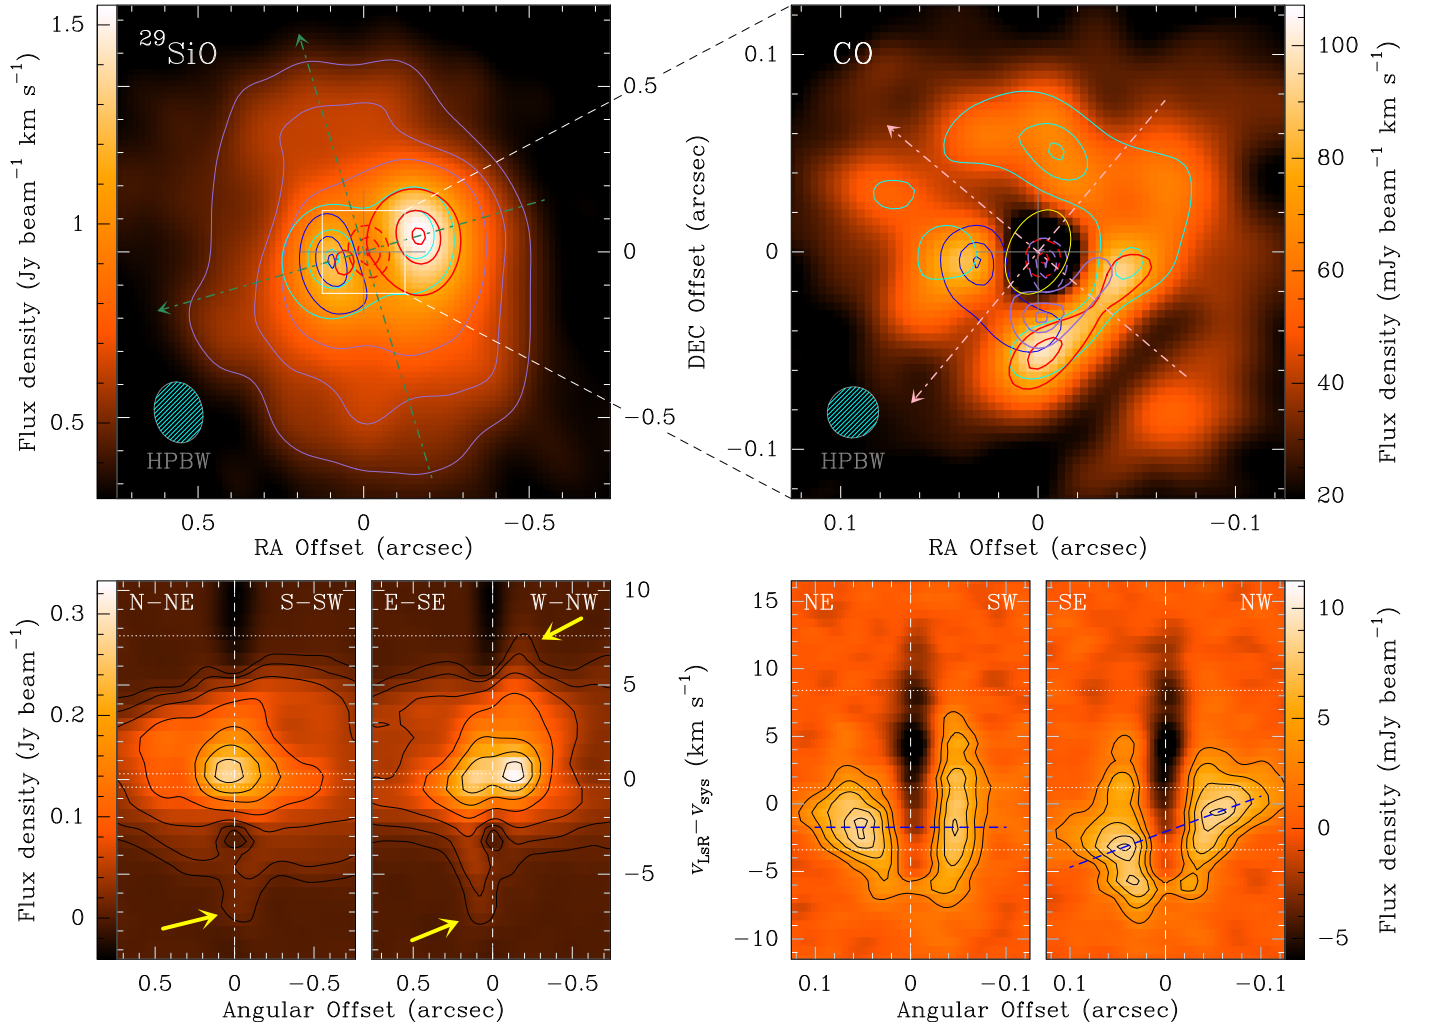 ²⁹SiO
CO
HPBW
HPBW
1.5
1
0.5
Flux density (Jy beam⁻¹ km s⁻¹)
0.5
0
−0.5
0.5
0
−0.5
RA Offset (arcsec)
DEC Offset (arcsec)
0.1
0
−0.1
0.1
0
−0.1
RA Offset (arcsec)
100
80
60
40
20
Flux density (mJy beam⁻¹ km s⁻¹)
N−NE
S−SW
E−SE
W−NW
0.3
0.2
0.1
0
Flux density (Jy beam⁻¹)
10
5
0
−5
0.5
0
−0.5
0.5
0
−0.5
Angular Offset (arcsec)
vLSR−vsys (km s⁻¹)
NE
SW
SE
NW
15
10
5
0
−5
−10
0.1
0
−0.1
0.1
0
−0.1
Angular Offset (arcsec)
10
5
0
−5
Flux density (mJy beam⁻¹)